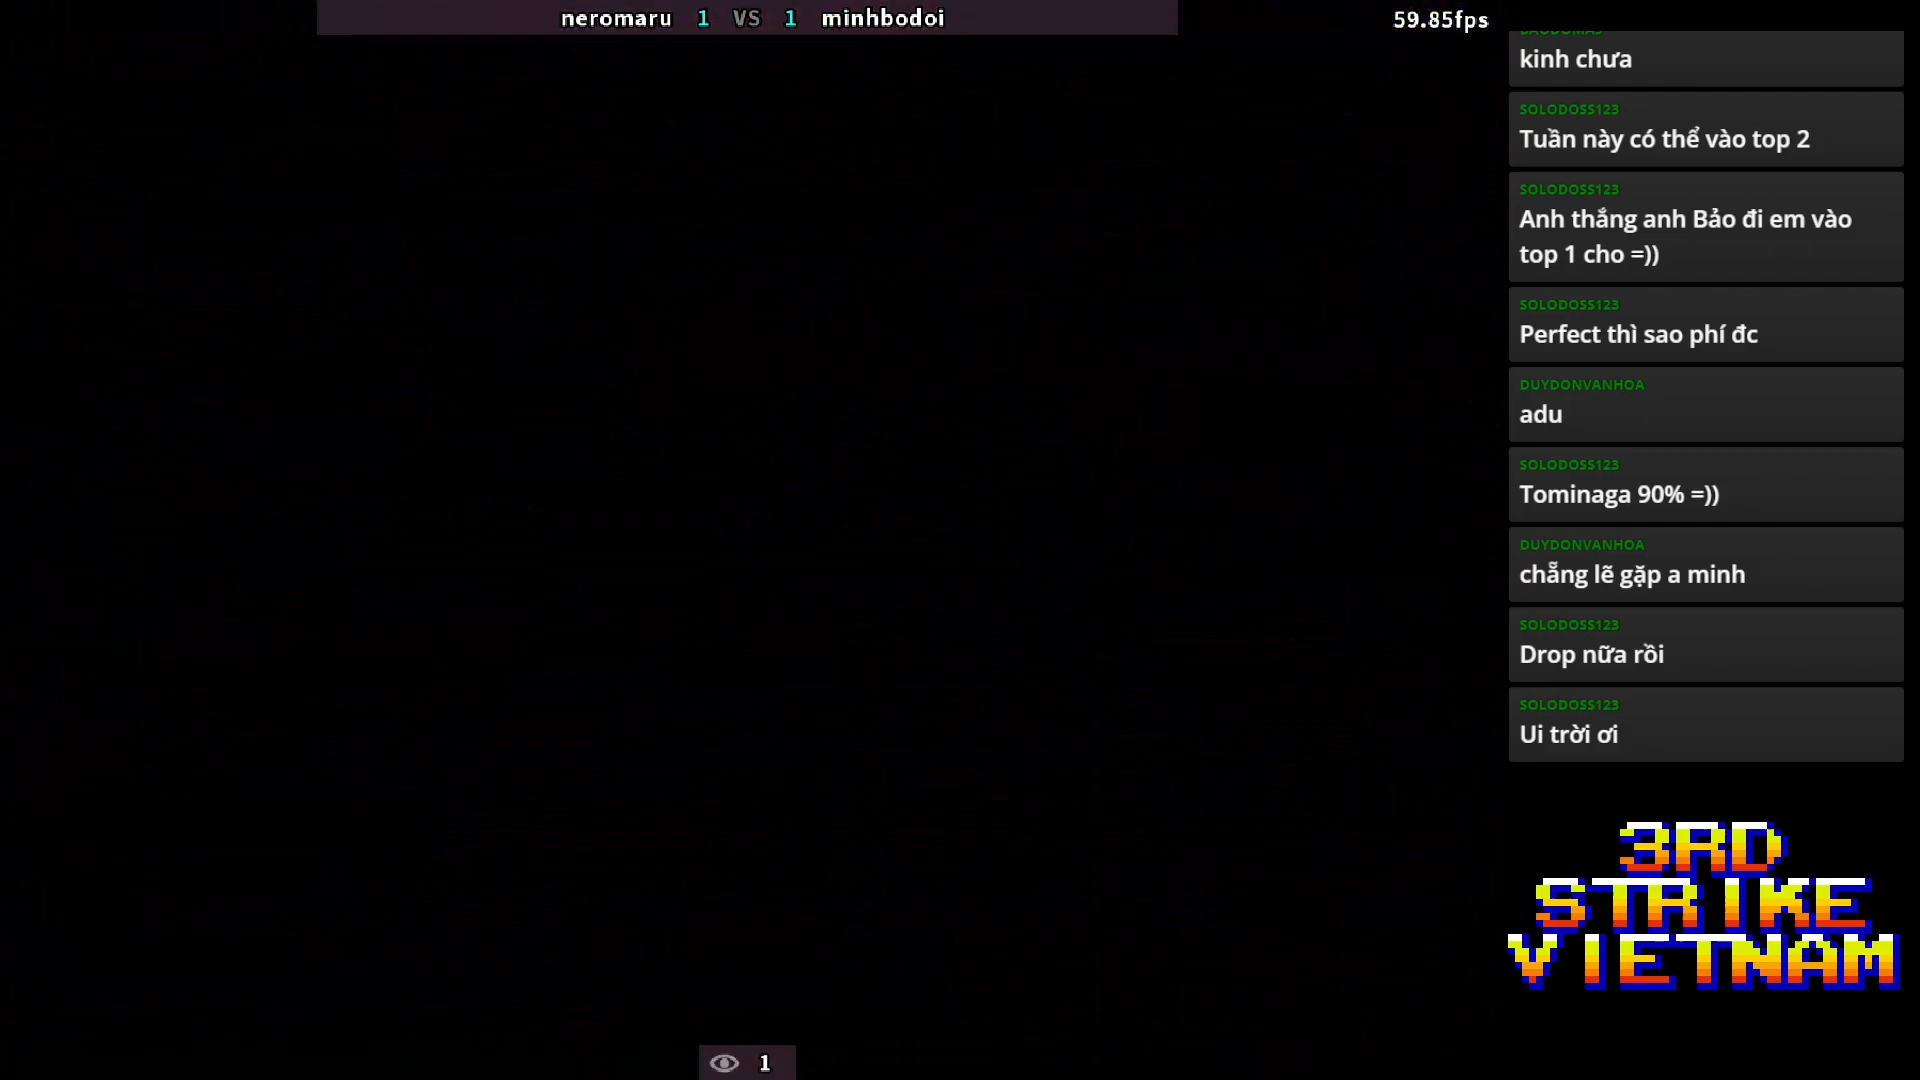 neromaru 1 VS 1 minhbodoi
59.85fps
kinh chưa
SOLODOSS123
Tuần này có thể vào top 2
SOLODOSS123
Anh thắng anh Bảo đi em vào
top 1 cho =))
SOLODOSS123
Perfect thì sao phí đc
DUYDONVANHOA
adu
SOLODOSS123
Tominaga 90% =))
DUYDONVANHOA
chẵng lẽ gặp a minh
SOLODOSS123
Drop nữa rồi
SOLODOSS123
Ui trời ơi
3RD
STRIKE
VIETNAM
1